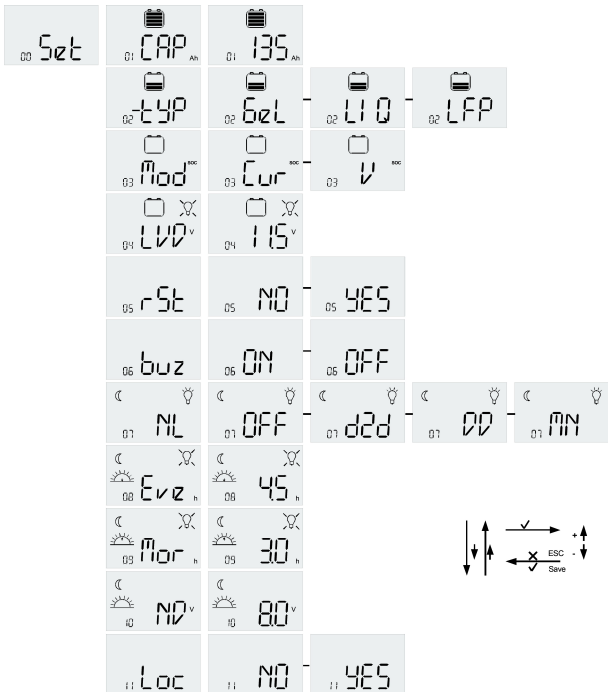 00 Set 01 CAP Ah 01 135 Ah
02 -tYP 02 GeL - 02 LIQ - 02 LFP
03 Mod soc 03 Cur soc - 03 V soc
04 LVD V 04 11.5 V
05 rSt 05 NO - 05 YES
06 buz 06 ON - 06 OFF
07 NL 07 OFF - 07 d2d - 07 DD - 07 MN
08 Eve h 08 4.5 h
09 Mor h 09 3.0 h
+
ESC -
Save
10 ND V 10 8.0 V
11 Loc 11 NO - 11 YES